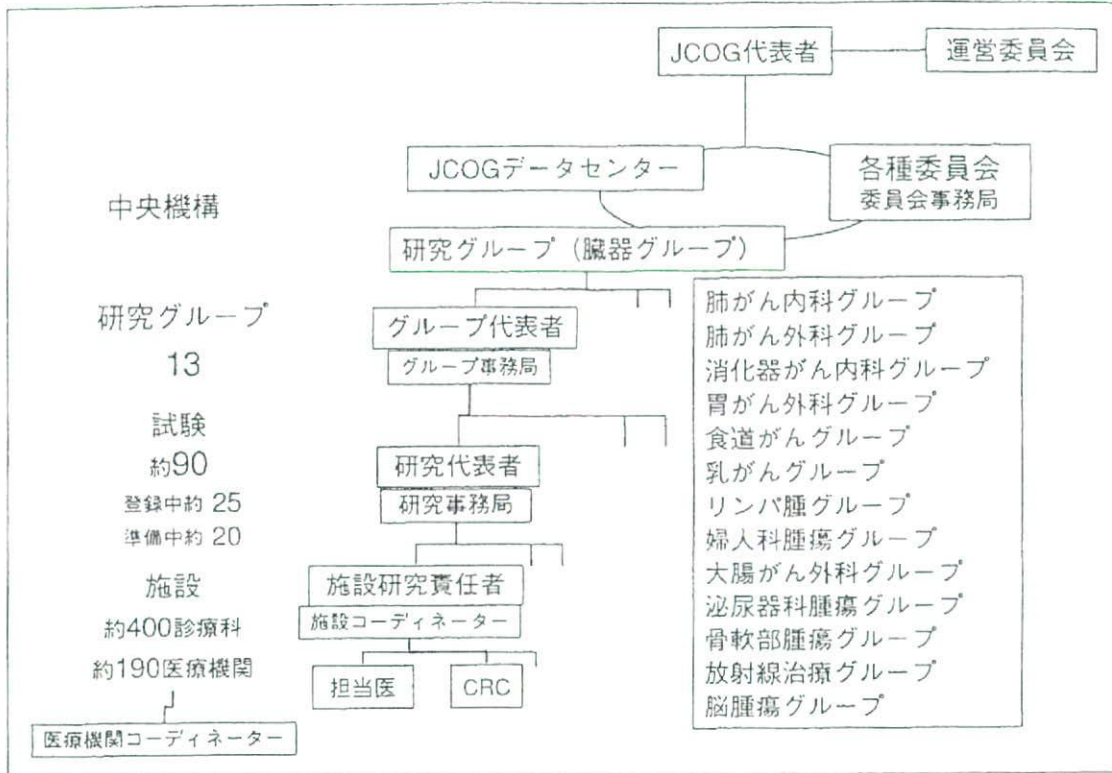 JCOG代表者
運営委員会
JCOGデータセンター
各種委員会
委員会事務局
中央機構
研究グループ（臓器グループ）
研究グループ
13
グループ代表者
グループ事務局
試験
約90
登録中約 25
準備中約 20
研究代表者
研究事務局
施設
約400診療科
約190医療機関
施設研究責任者
施設コーディネーター
担当医
CRC
医療機関コーディネーター
肺がん内科グループ
肺がん外科グループ
消化器がん内科グループ
胃がん外科グループ
食道がんグループ
乳がんグループ
リンパ腫グループ
婦人科腫瘍グループ
大腸がん外科グループ
泌尿器科腫瘍グループ
骨軟部腫瘍グループ
放射線治療グループ
脳腫瘍グループ